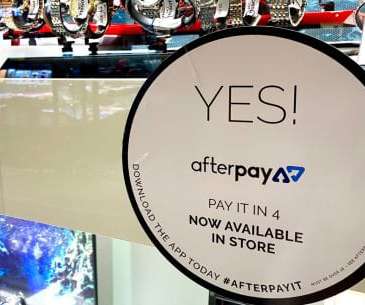 YES!
afterpay
PAY IT IN 4
NOW AVAILABLE
IN STORE
DOWNLOAD THE APP TODAY #AFTERPAYIT